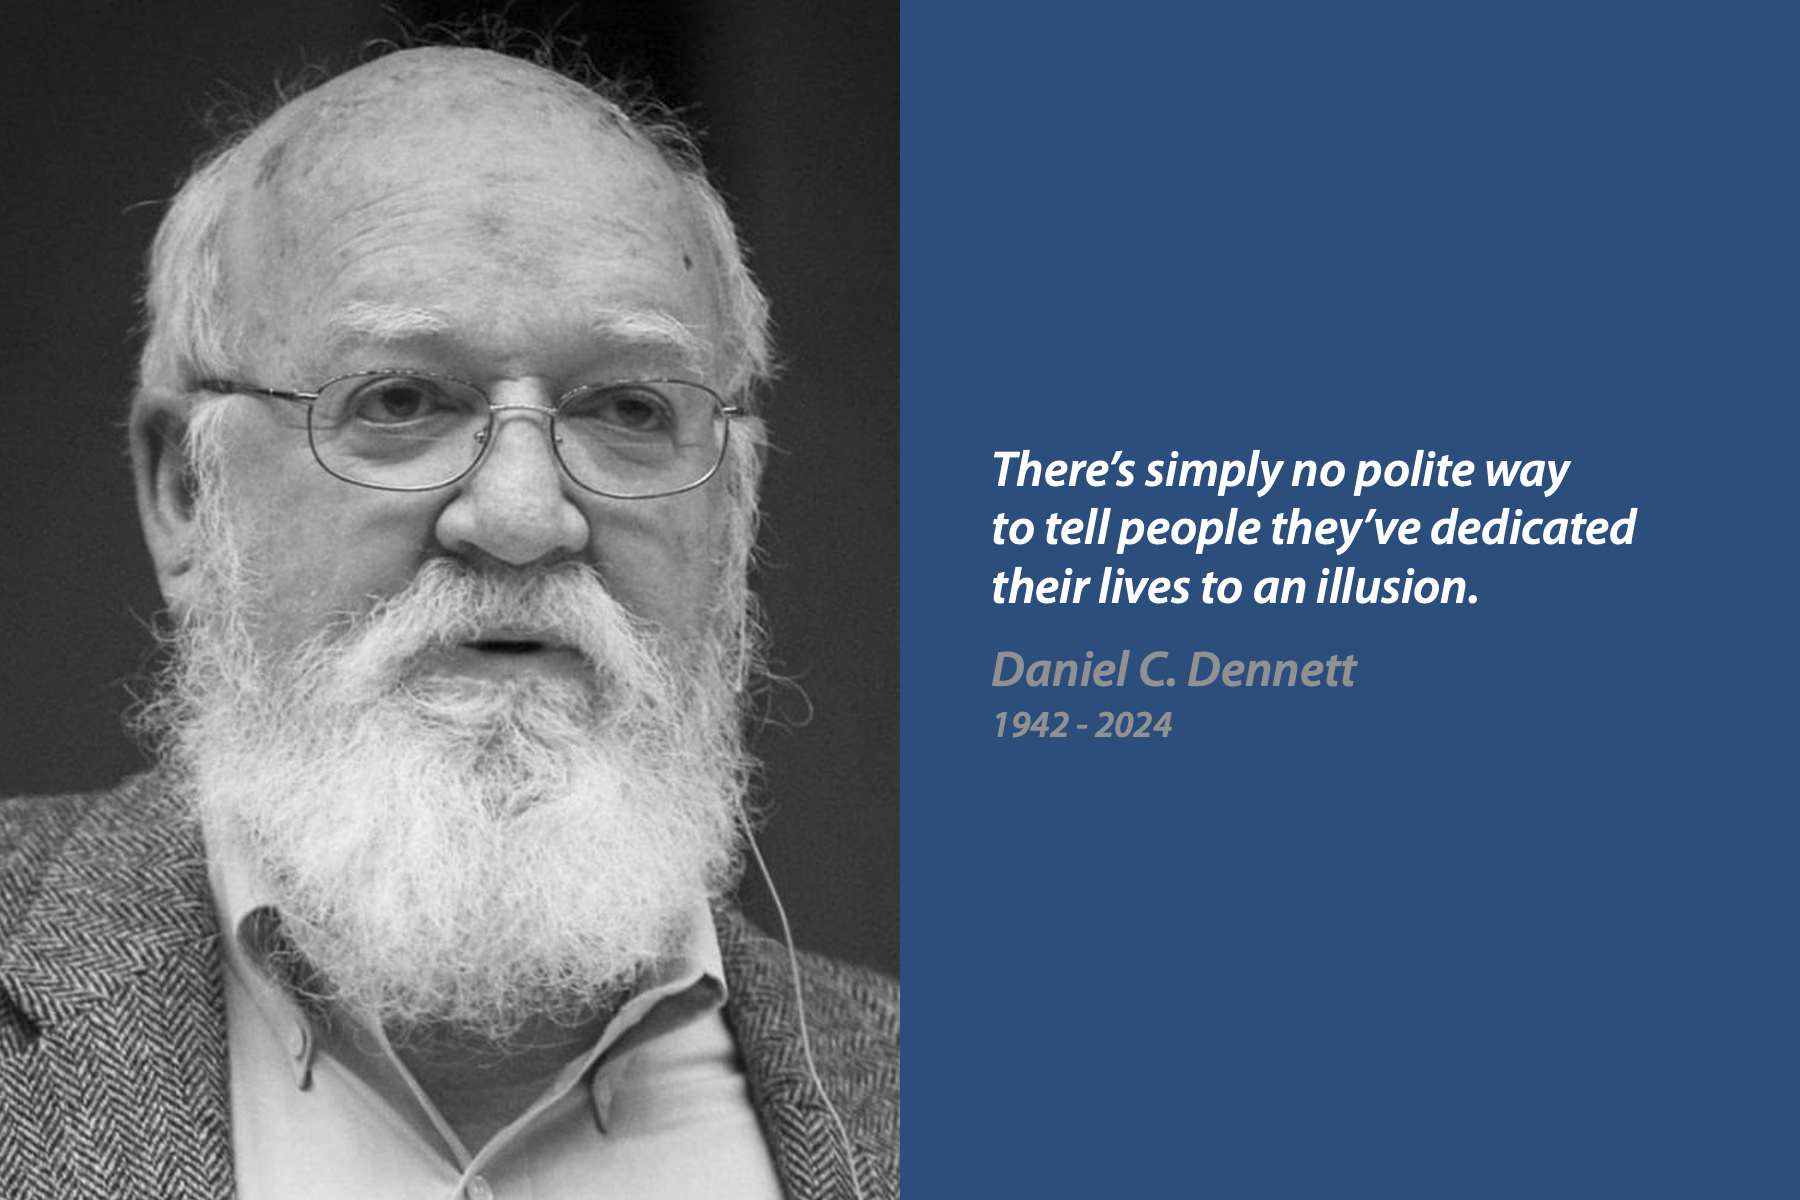 There’s simply no polite way
to tell people they’ve dedicated
their lives to an illusion.
Daniel C. Dennett
1942 - 2024